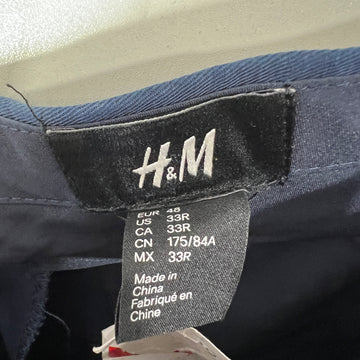 H&M
EUR 48
US 33R
CA 33R
CN 175/84A
MX 33R
Made in
China
Fabriqué en
Chine